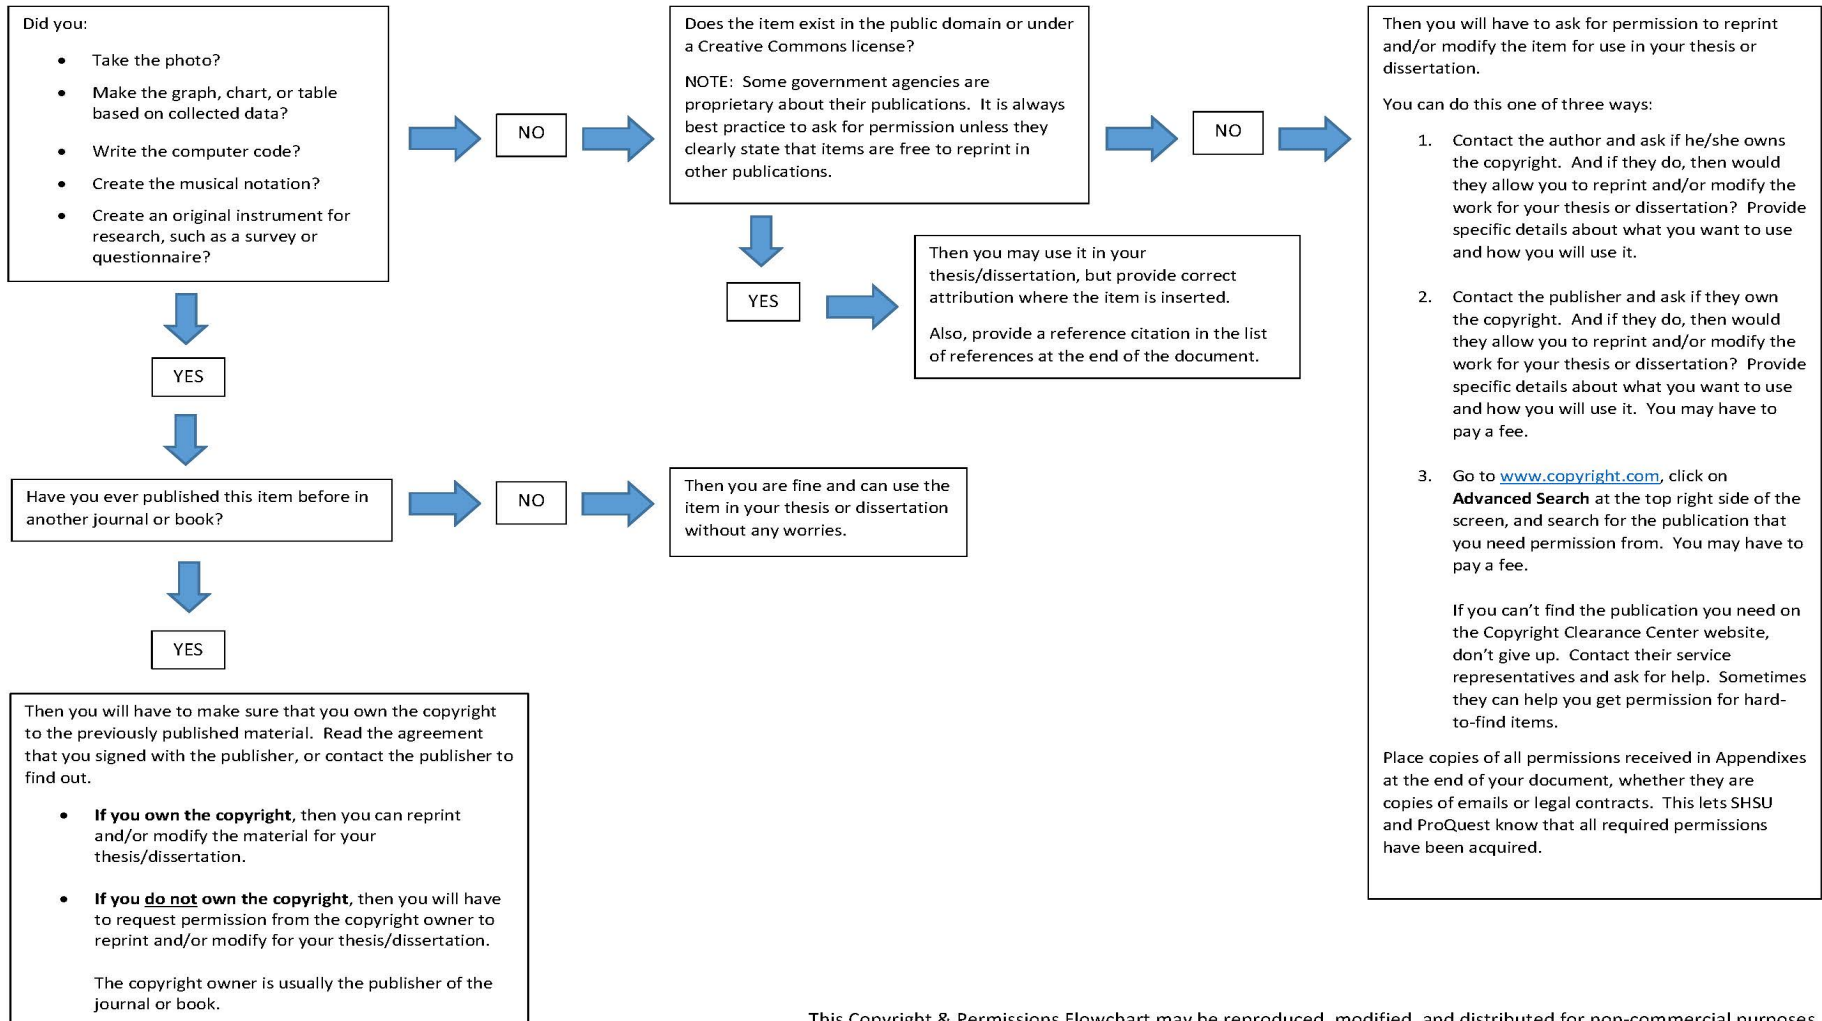 Did you:
• Take the photo?
• Make the graph, chart, or table
based on collected data?
• Write the computer code?
• Create the musical notation?
• Create an original instrument for
research, such as a survey or
questionnaire?
NO
Does the item exist in the public domain or under
a Creative Commons license?
NOTE: Some government agencies are
proprietary about their publications. It is always
best practice to ask for permission unless they
clearly state that items are free to reprint in
other publications.
NO
Then you will have to ask for permission to reprint
and/or modify the item for use in your thesis or
dissertation.
You can do this one of three ways:
1. Contact the author and ask if he/she owns
the copyright. And if they do, then would
they allow you to reprint and/or modify the
work for your thesis or dissertation? Provide
specific details about what you want to use
and how you will use it.
2. Contact the publisher and ask if they own
the copyright. And if they do, then would
they allow you to reprint and/or modify the
work for your thesis or dissertation? Provide
specific details about what you want to use
and how you will use it. You may have to
pay a fee.
3. Go to www.copyright.com, click on
Advanced Search at the top right side of the
screen, and search for the publication that
you need permission from. You may have to
pay a fee.
If you can’t find the publication you need on
the Copyright Clearance Center website,
don’t give up. Contact their service
representatives and ask for help. Sometimes
they can help you get permission for hard-
to-find items.
Place copies of all permissions received in Appendixes
at the end of your document, whether they are
copies of emails or legal contracts. This lets SHSU
and ProQuest know that all required permissions
have been acquired.
YES
Then you may use it in your
thesis/dissertation, but provide correct
attribution where the item is inserted.
Also, provide a reference citation in the list
of references at the end of the document.
YES
Have you ever published this item before in
another journal or book?
NO
Then you are fine and can use the
item in your thesis or dissertation
without any worries.
YES
Then you will have to make sure that you own the copyright
to the previously published material. Read the agreement
that you signed with the publisher, or contact the publisher to
find out.
• If you own the copyright, then you can reprint
and/or modify the material for your
thesis/dissertation.
• If you do not own the copyright, then you will have
to request permission from the copyright owner to
reprint and/or modify for your thesis/dissertation.
The copyright owner is usually the publisher of the
journal or book.
This Copyright & Permissions Flowchart may be reproduced, modified, and distributed for non-commercial purposes